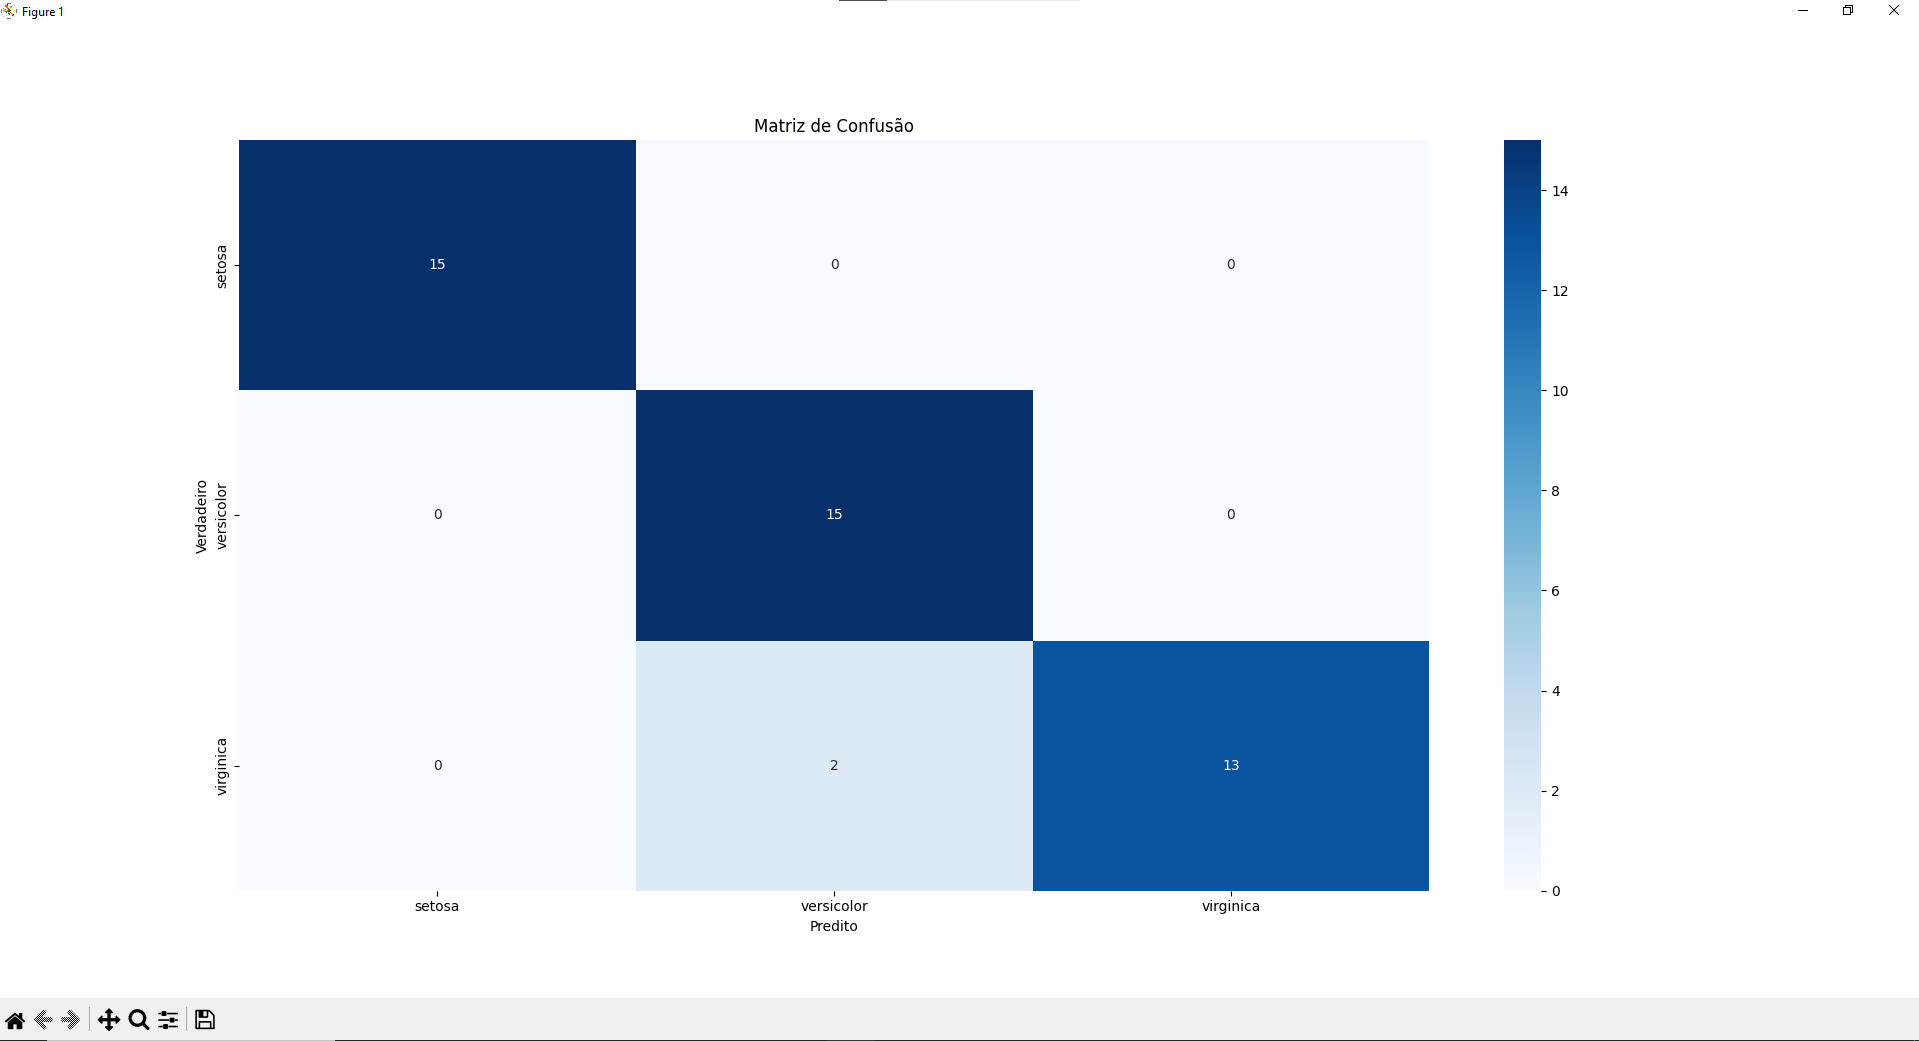 Figure 1
Matriz de Confusão
setosa
15
0
0
14
12
10
8
6
4
2
0
Verdadeiro
versicolor
0
15
0
virginica
0
2
13
setosa
versicolor
virginica
Predito